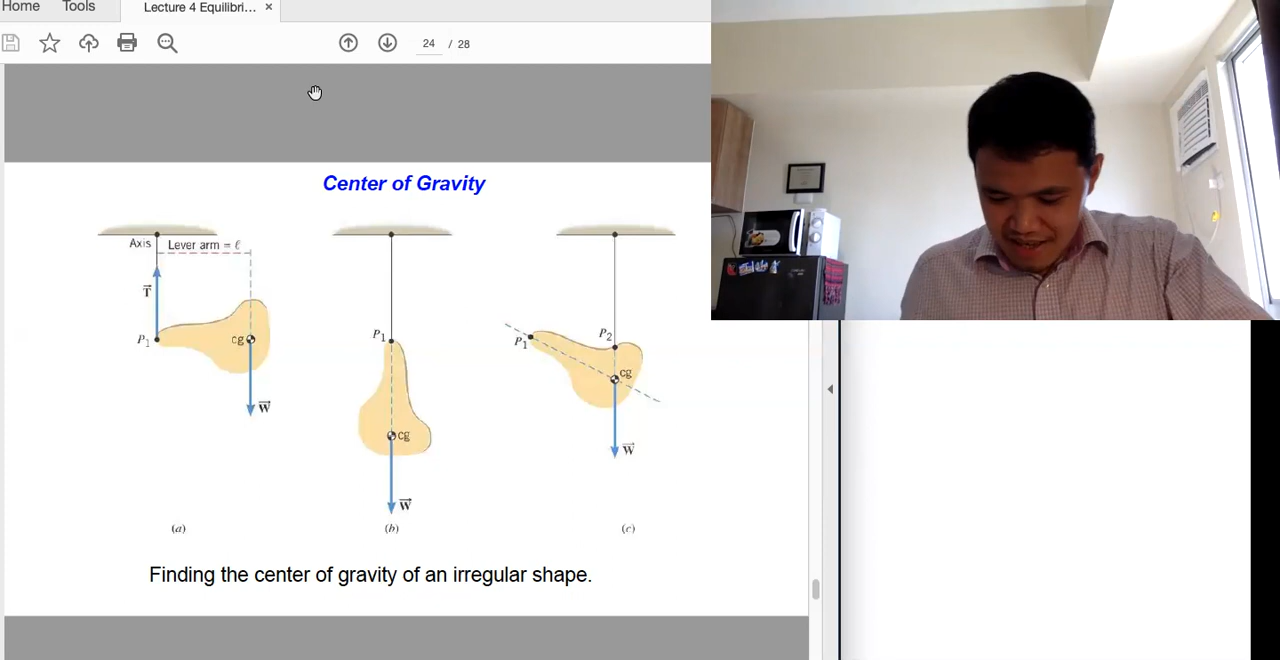 Home Tools Lecture 4 Equilibri... ×
24 / 28
Center of Gravity
Axis Lever arm = ℓ
T
P1 cg
W
(a)
P1
cg
W
(b)
P1 P2
cg
W
(c)
Finding the center of gravity of an irregular shape.